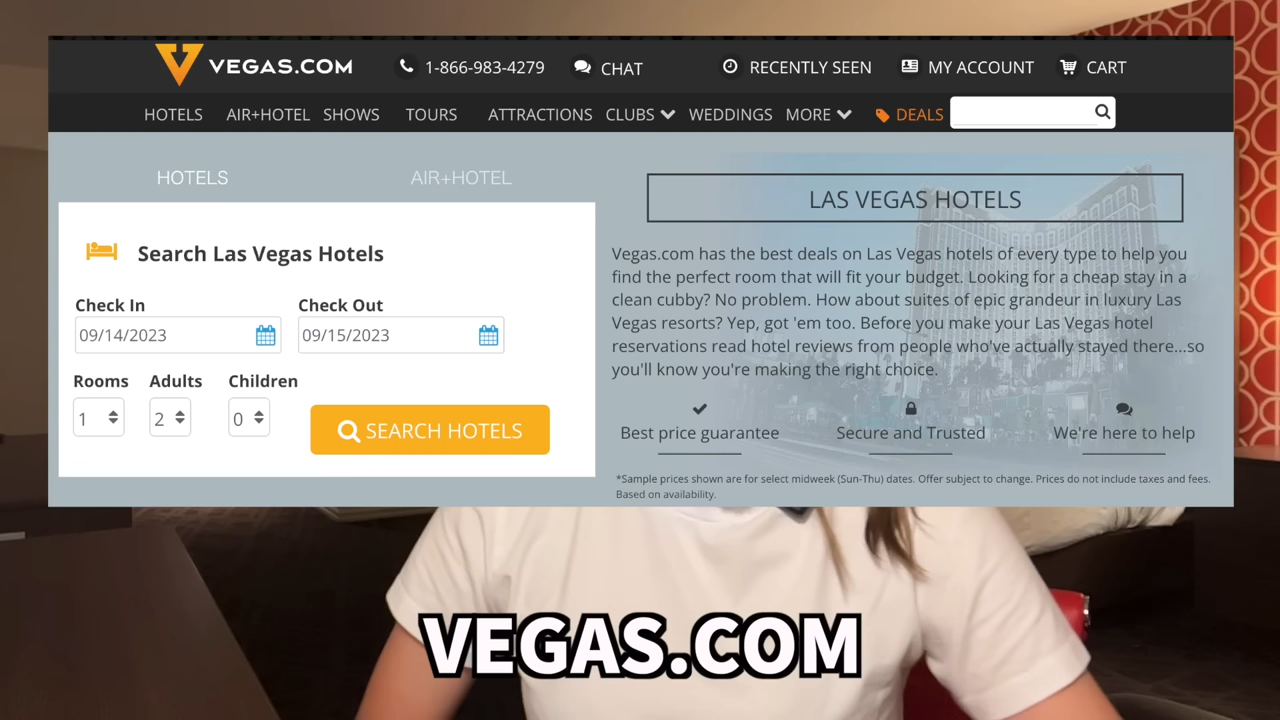 VEGAS.COM
1-866-983-4279
CHAT
RECENTLY SEEN
MY ACCOUNT
CART
HOTELS
AIR+HOTEL
SHOWS
TOURS
ATTRACTIONS
CLUBS
WEDDINGS
MORE
DEALS
HOTELS
AIR+HOTEL
Search Las Vegas Hotels
Check In
Check Out
09/14/2023
09/15/2023
Rooms
Adults
Children
1
2
0
SEARCH HOTELS
LAS VEGAS HOTELS
Vegas.com has the best deals on Las Vegas hotels of every type to help you
find the perfect room that will fit your budget. Looking for a cheap stay in a
clean cubby? No problem. How about suites of epic grandeur in luxury Las
Vegas resorts? Yep, got 'em too. Before you make your Las Vegas hotel
reservations read hotel reviews from people who've actually stayed there...so
you'll know you're making the right choice.
Best price guarantee
Secure and Trusted
We're here to help
*Sample prices shown are for select midweek (Sun-Thu) dates. Offer subject to change. Prices do not include taxes and fees.
Based on availability.
VEGAS.COM